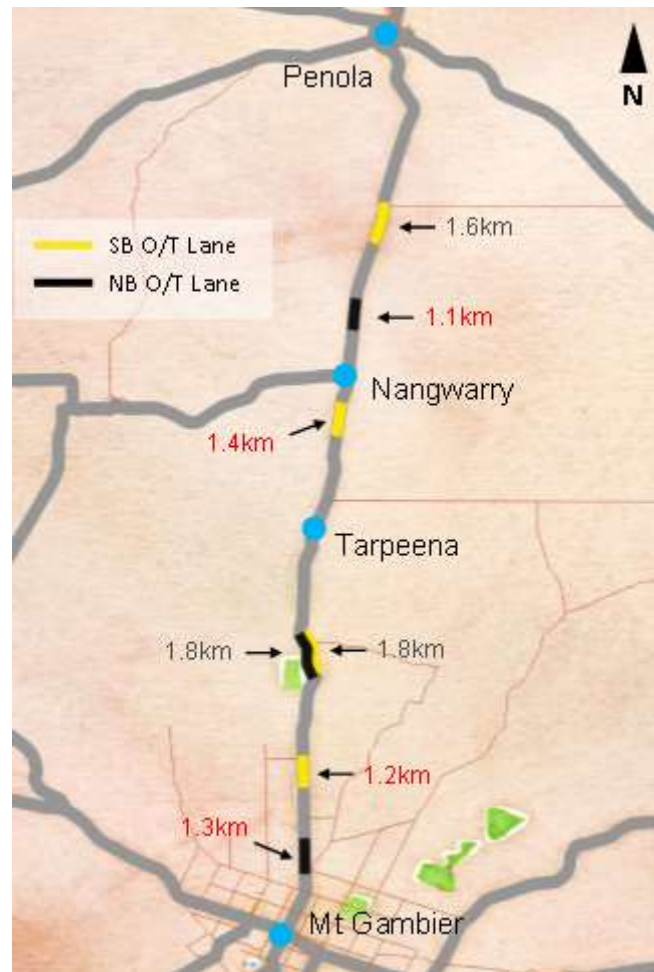 Penola
N
SB O/T Lane
NB O/T Lane
1.6km
1.1km
Nangwarry
1.4km
Tarpeena
1.8km
1.8km
1.2km
1.3km
Mt Gambier